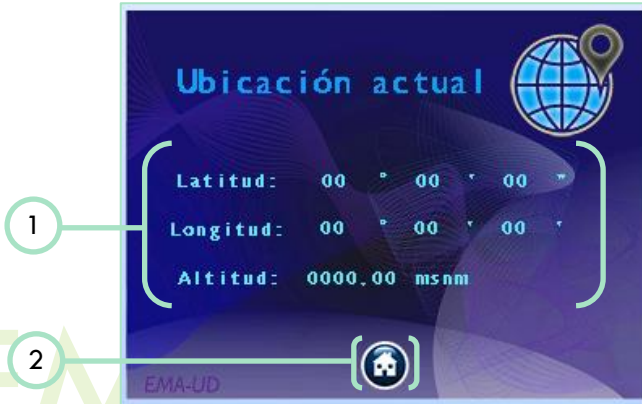 Ubicación actual
1
Latitud: 00 ° 00 ' 00 "
Longitud: 00 ° 00 ' 00 '
Altitud: 0000,00 msnm
2
EMA-UD